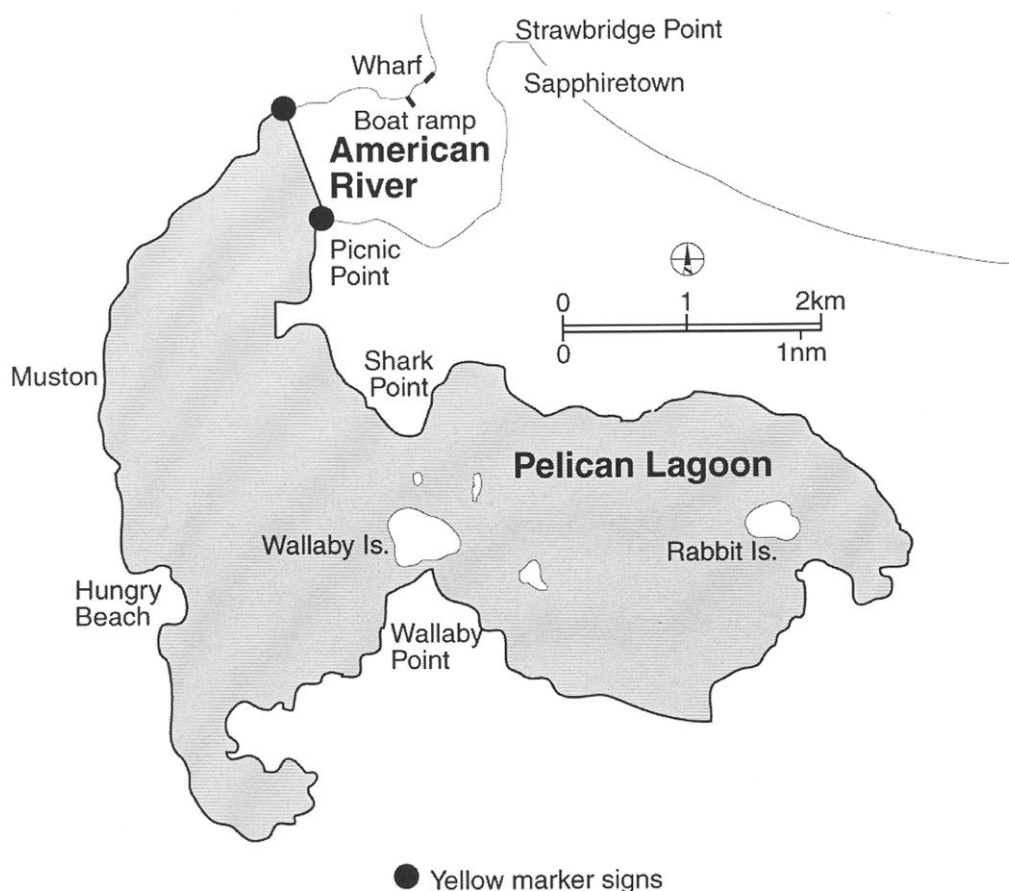 Strawbridge Point
Wharf
Sapphiretown
Boat ramp
American
River
Picnic
Point
N
0 1 2km
0 1nm
Shark
Point
Muston
Pelican Lagoon
Wallaby Is.
Rabbit Is.
Hungry
Beach
Wallaby
Point
Yellow marker signs